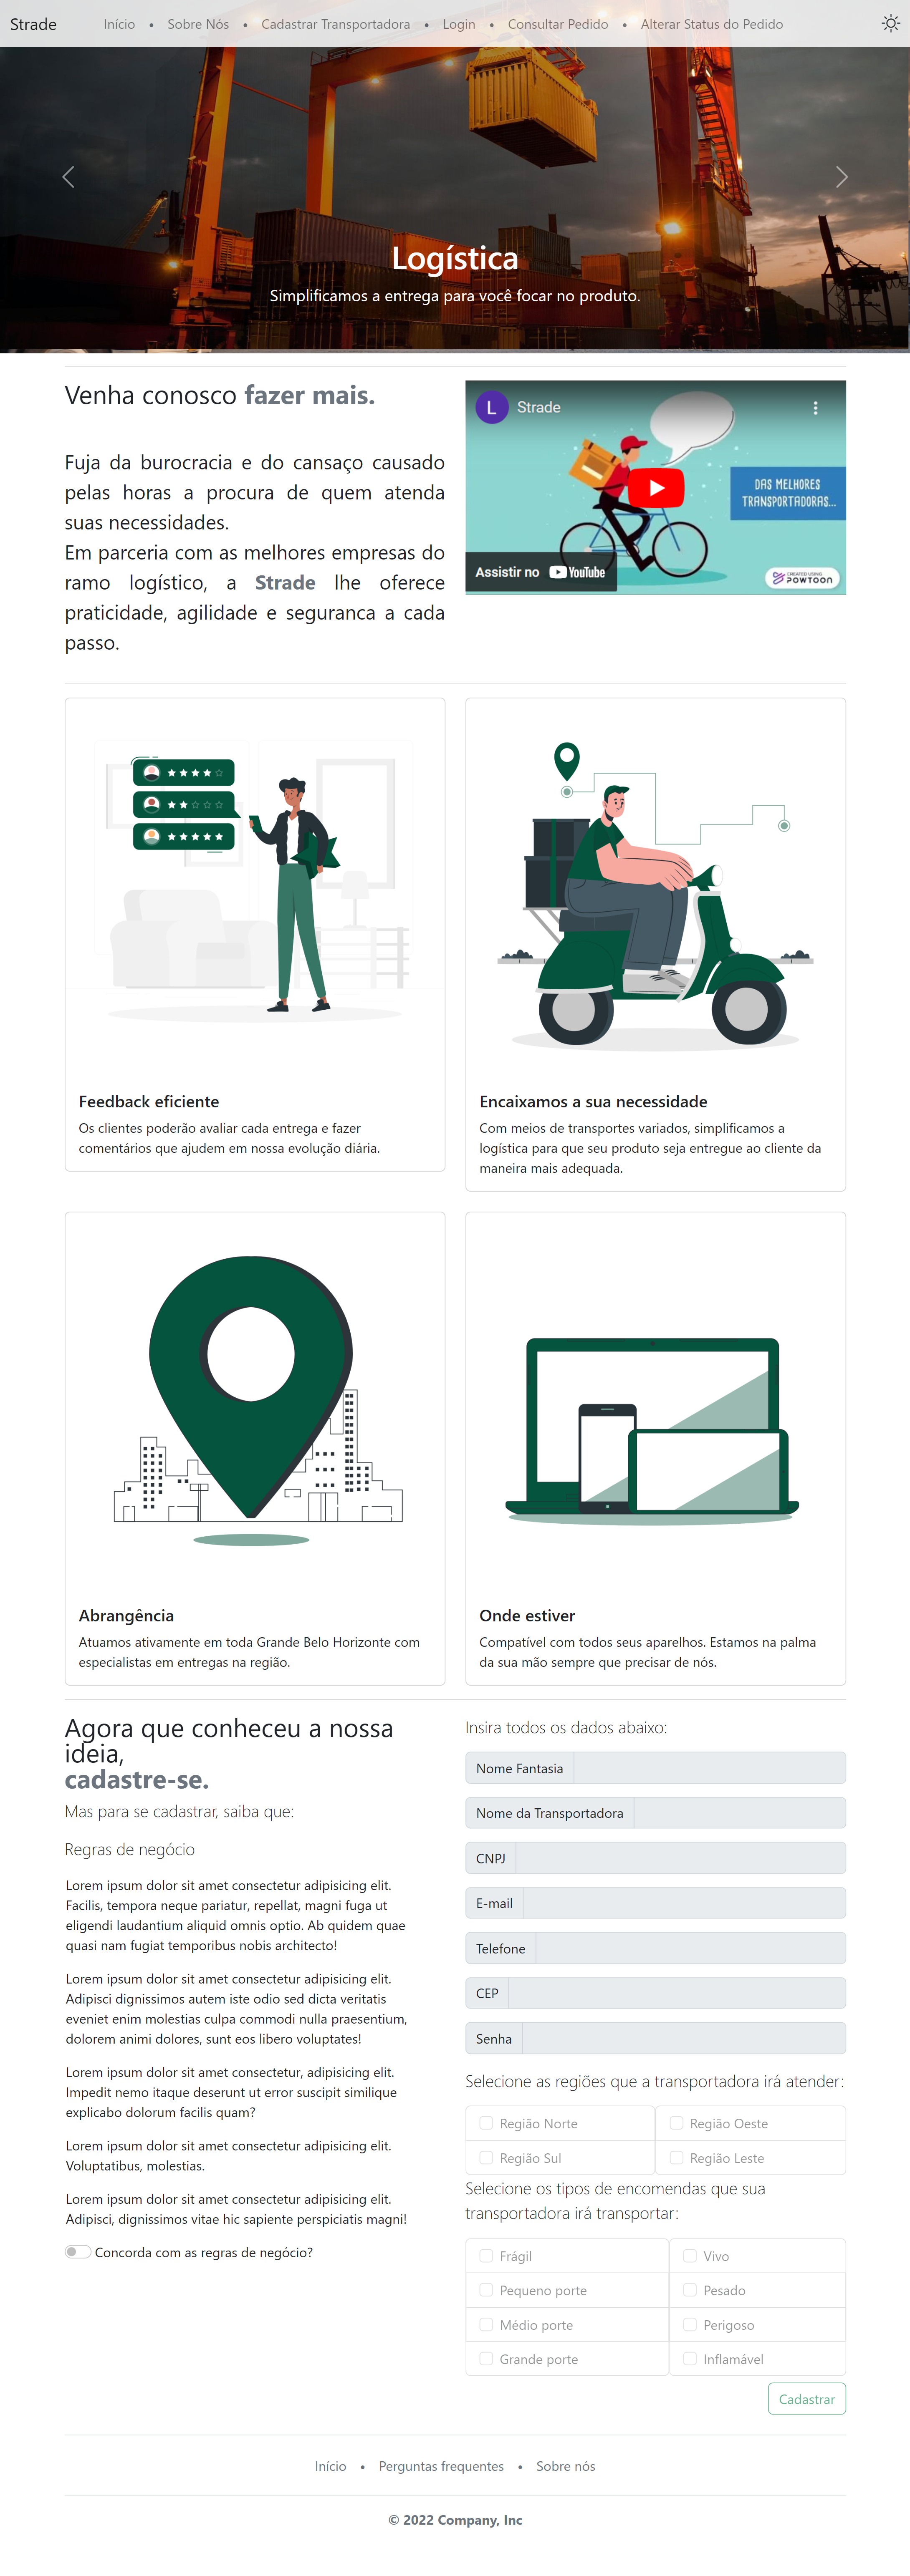 Strade
Início • Sobre Nós • Cadastrar Transportadora • Login • Consultar Pedido • Alterar Status do Pedido
Logística
Simplificamos a entrega para você focar no produto.
Venha conosco fazer mais.
Fuja da burocracia e do cansaço causado
pelas horas a procura de quem atenda
suas necessidades.
Em parceria com as melhores empresas do
ramo logístico, a Strade lhe oferece
praticidade, agilidade e seguranca a cada
passo.
L Strade
DAS MELHORES
TRANSPORTADORAS...
Assistir no YouTube
CREATED USING
POWTOON
Feedback eficiente
Os clientes poderão avaliar cada entrega e fazer
comentários que ajudem em nossa evolução diária.
Encaixamos a sua necessidade
Com meios de transportes variados, simplificamos a
logística para que seu produto seja entregue ao cliente da
maneira mais adequada.
Abrangência
Atuamos ativamente em toda Grande Belo Horizonte com
especialistas em entregas na região.
Onde estiver
Compatível com todos seus aparelhos. Estamos na palma
da sua mão sempre que precisar de nós.
Agora que conheceu a nossa
ideia,
cadastre-se.
Mas para se cadastrar, saiba que:
Regras de negócio
Lorem ipsum dolor sit amet consectetur adipisicing elit.
Facilis, tempora neque pariatur, repellat, magni fuga ut
eligendi laudantium aliquid omnis optio. Ab quidem quae
quasi nam fugiat temporibus nobis architecto!
Lorem ipsum dolor sit amet consectetur adipisicing elit.
Adipisci dignissimos autem iste odio sed dicta veritatis
eveniet enim molestias culpa commodi nulla praesentium,
dolorem animi dolores, sunt eos libero voluptates!
Lorem ipsum dolor sit amet consectetur, adipisicing elit.
Impedit nemo itaque deserunt ut error suscipit similique
explicabo dolorum facilis quam?
Lorem ipsum dolor sit amet consectetur adipisicing elit.
Voluptatibus, molestias.
Lorem ipsum dolor sit amet consectetur adipisicing elit.
Adipisci, dignissimos vitae hic sapiente perspiciatis magni!
Concorda com as regras de negócio?
Insira todos os dados abaixo:
Nome Fantasia
Nome da Transportadora
CNPJ
E-mail
Telefone
CEP
Senha
Selecione as regiões que a transportadora irá atender:
Região Norte
Região Oeste
Região Sul
Região Leste
Selecione os tipos de encomendas que sua
transportadora irá transportar:
Frágil
Vivo
Pequeno porte
Pesado
Médio porte
Perigoso
Grande porte
Inflamável
Cadastrar
Início • Perguntas frequentes • Sobre nós
© 2022 Company, Inc